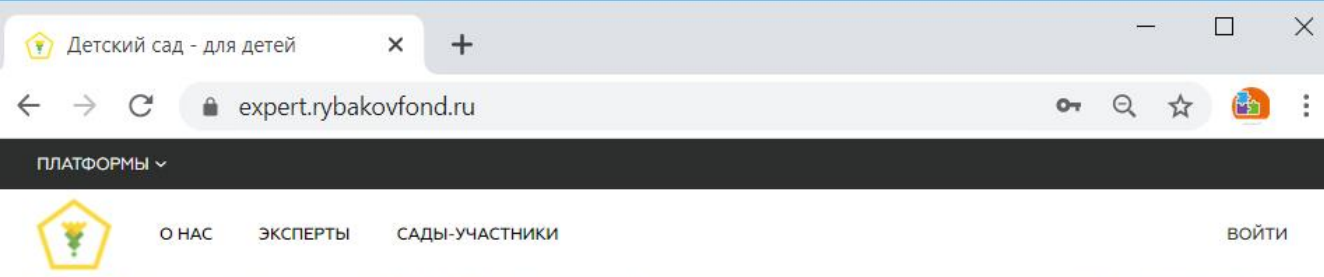 Детский сад - для детей
expert.rybakovfond.ru
ПЛАТФОРМЫ
О НАС ЭКСПЕРТЫ САДЫ-УЧАСТНИКИ ВОЙТИ